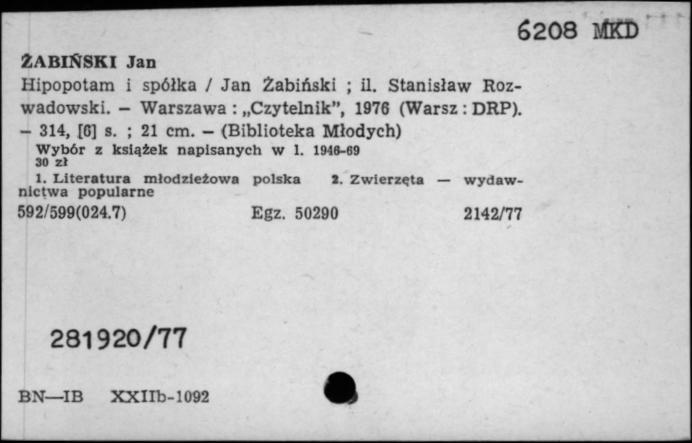 6208 MKD
ŻABIŃSKI Jan
Hipopotam i spółka / Jan Żabiński ; il. Stanisław Roz-
wadowski. — Warszawa : „Czytelnik”, 1976 (Warsz : DRP).
— 314, [6] s. ; 21 cm. — (Biblioteka Młodych)
Wybór z książek napisanych w l. 1946-69
30 zł
1. Literatura młodzieżowa polska 2. Zwierzęta — wydaw-
nictwa popularne
592/599(024.7) Egz. 50290 2142/77
281920/77
BN—IB XXIIb-1092